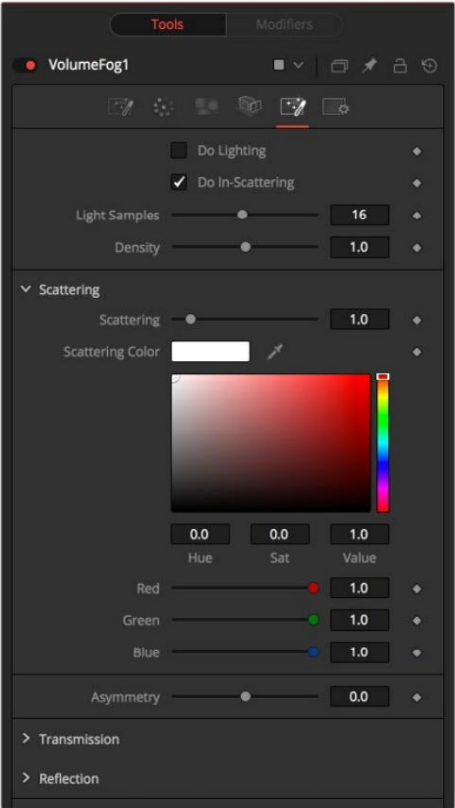 Tools Modifiers
VolumeFog1
Do Lighting
Do In-Scattering
Light Samples 16
Density 1.0
Scattering
Scattering 1.0
Scattering Color
0.0 0.0 1.0
Hue Sat Value
Red 1.0
Green 1.0
Blue 1.0
Asymmetry 0.0
Transmission
Reflection